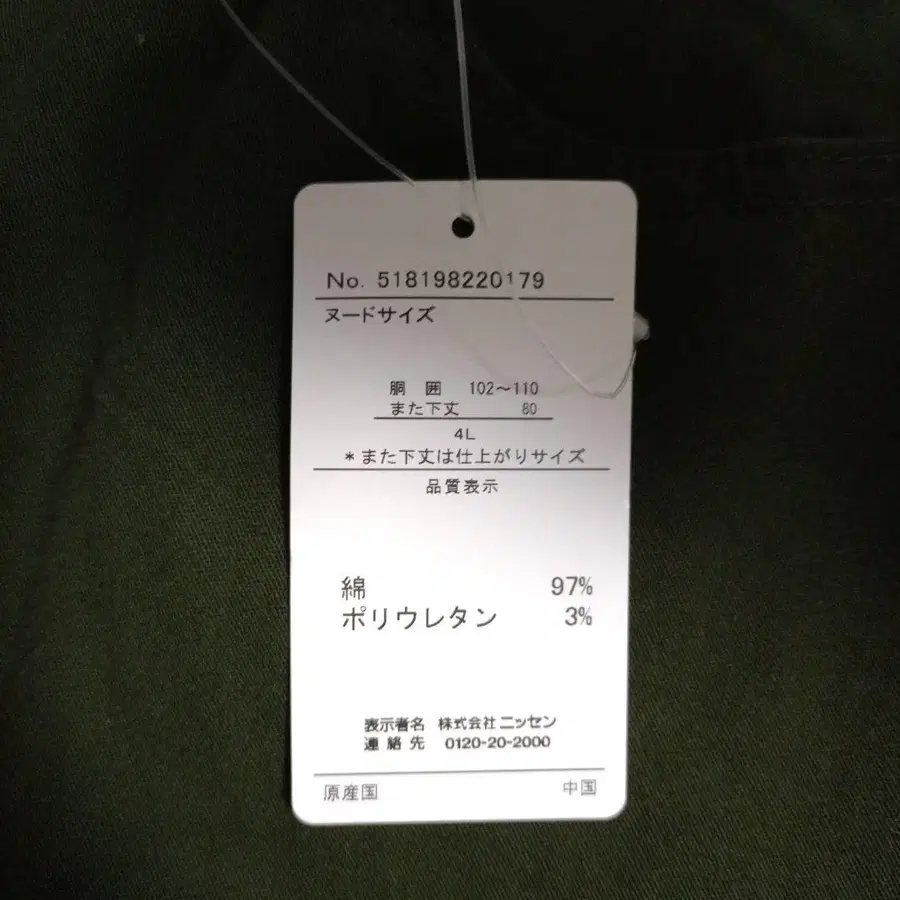 No. 518198220179
ヌードサイズ
胴 囲 102～110
また下丈 80
4L
＊また下丈は仕上がりサイズ
品質表示
綿 97%
ポリウレタン 3%
表示者名 株式会社ニッセン
連絡先 0120-20-2000
原産国 中国